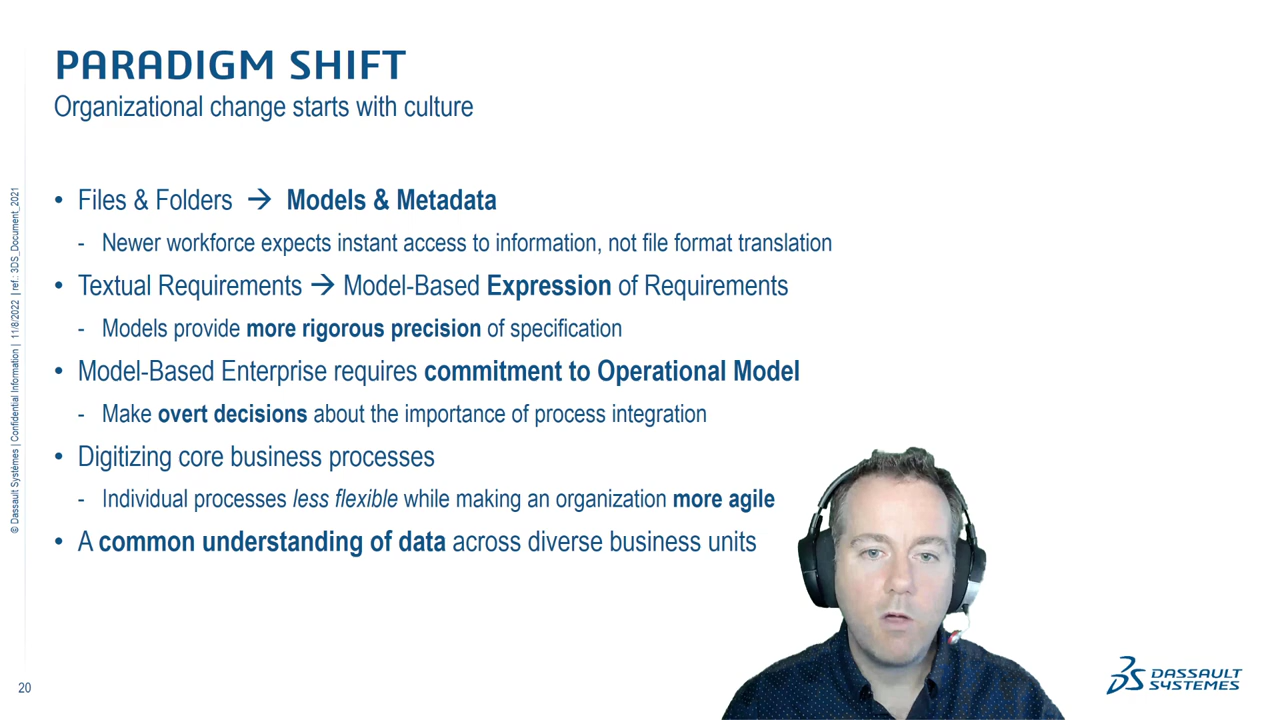 PARADIGM SHIFT
Organizational change starts with culture
• Files & Folders → Models & Metadata
- Newer workforce expects instant access to information, not file format translation
• Textual Requirements → Model-Based Expression of Requirements
- Models provide more rigorous precision of specification
• Model-Based Enterprise requires commitment to Operational Model
- Make overt decisions about the importance of process integration
• Digitizing core business processes
- Individual processes less flexible while making an organization more agile
• A common understanding of data across diverse business units
© Dassault Systèmes | Confidential Information | 11/8/2022 | ref.: 3DS_Document_2021
20
DASSAULT
SYSTEMES